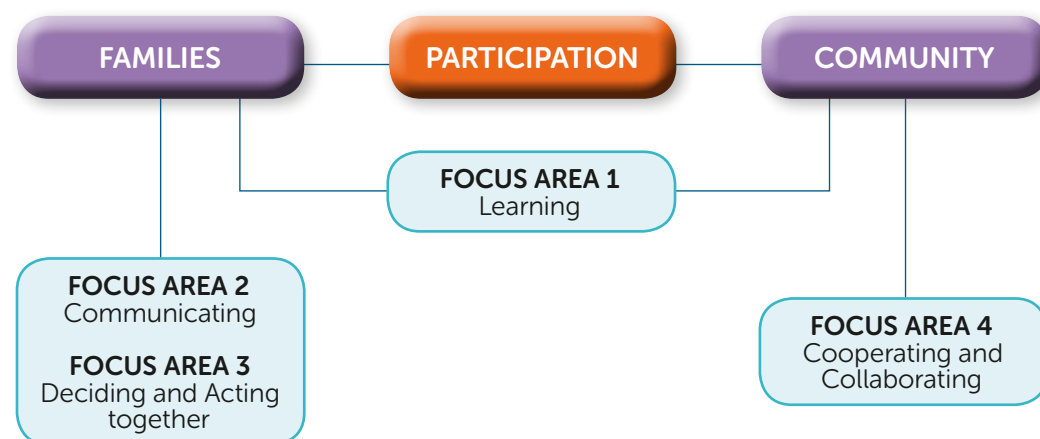 FAMILIES
PARTICIPATION
COMMUNITY
FOCUS AREA 1
Learning
FOCUS AREA 2
Communicating
FOCUS AREA 3
Deciding and Acting
together
FOCUS AREA 4
Cooperating and
Collaborating